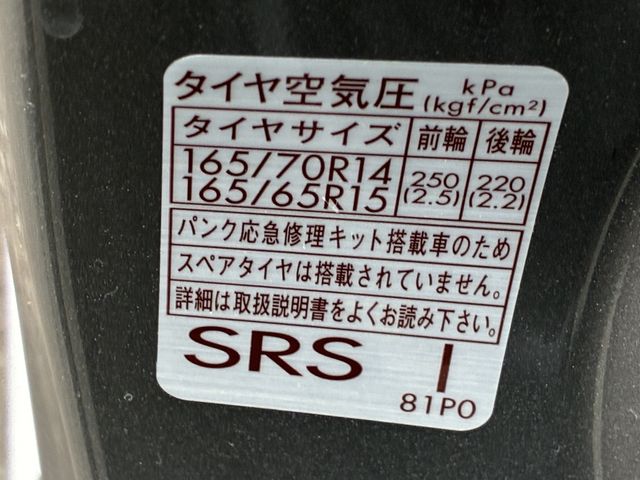 タイヤ空気圧 kPa
(kgf/cm²)
タイヤサイズ 前輪 後輪
165/70R14 250 220
165/65R15 (2.5) (2.2)
パンク応急修理キット搭載車のため
スペアタイヤは搭載されていません。
詳細は取扱説明書をよくお読み下さい。
SRS I
81P0